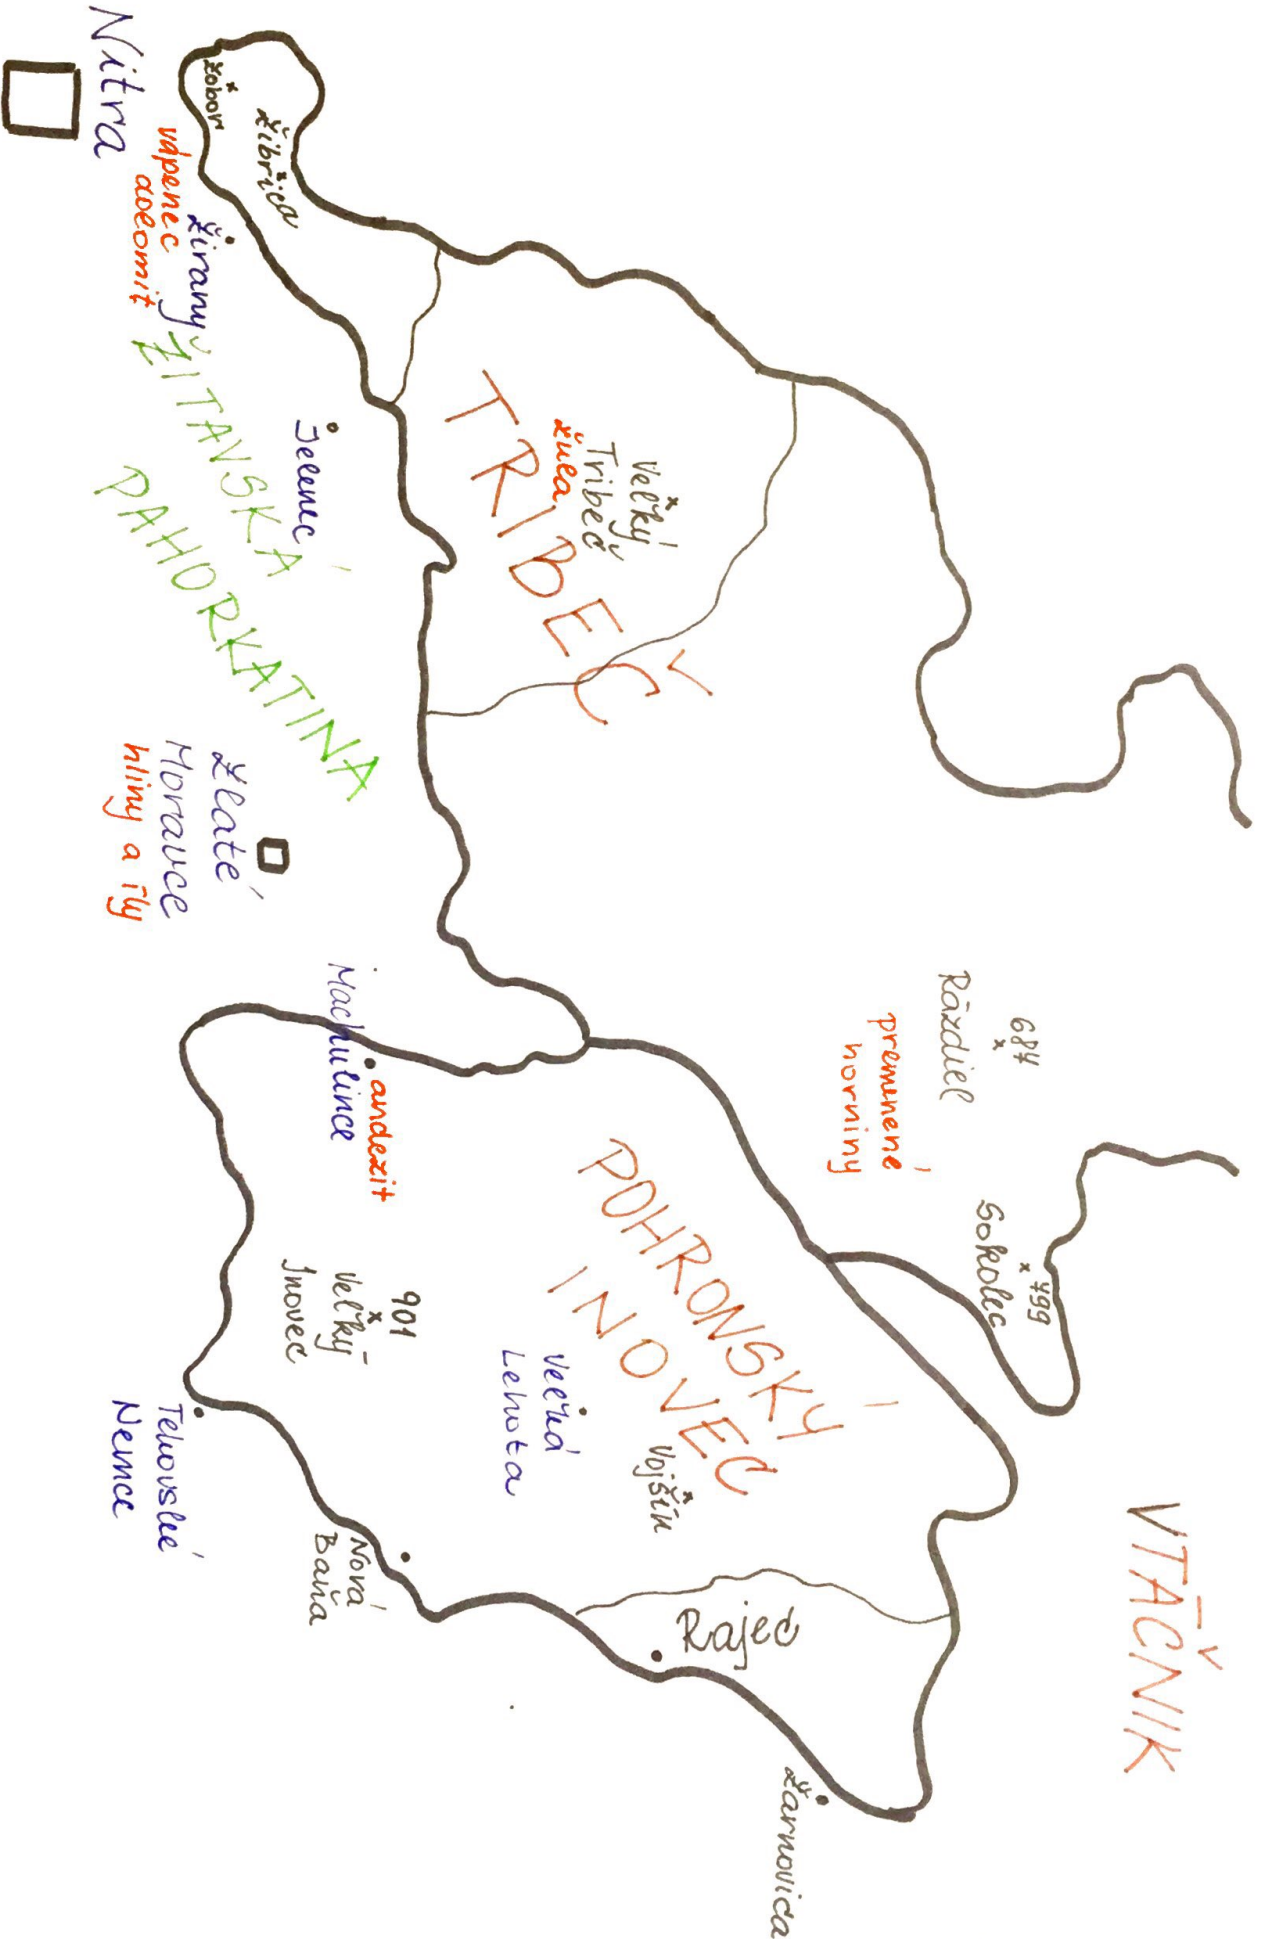 VTÁČNIK
684
Rázdiel
premenené
horniny
799
Sokolec
Veľký
Tribeč
žula
TRIBEČ
POHRONSKÝ
INOVEC
Vojšín
Rajec
Žarnovica
Veľká
Lehota
901
Veľký
Inovec
Nová
Baňa
andezit
Machulince
Tekovské
Nemce
Žibrica
Zobor
Nitra
Žirany
vápenec
dolomit
Jelenec
ŽITAVSKÁ
PAHORKATINA
Zlaté
Moravce
hliny a íly